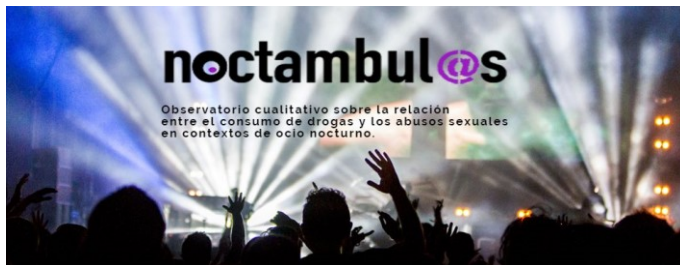 noctambul@s
Observatorio cualitativo sobre la relación
entre el consumo de drogas y los abusos sexuales
en contextos de ocio nocturno.